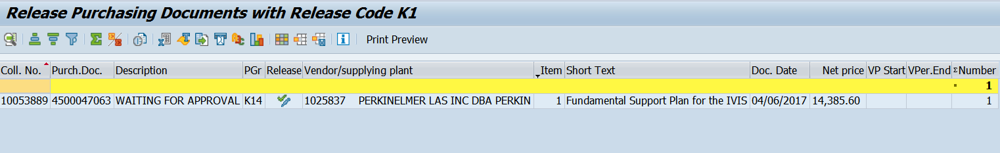 Release Purchasing Documents with Release Code K1
Print Preview
Coll. No. Purch.Doc. Description PGr Release Vendor/supplying plant Item Short Text Doc. Date Net price VP Start VPer.End ΣNumber
1
10053889 4500047063 WAITING FOR APPROVAL K14 1025837 PERKINELMER LAS INC DBA PERKIN 1 Fundamental Support Plan for the IVIS 04/06/2017 14,385.60 1